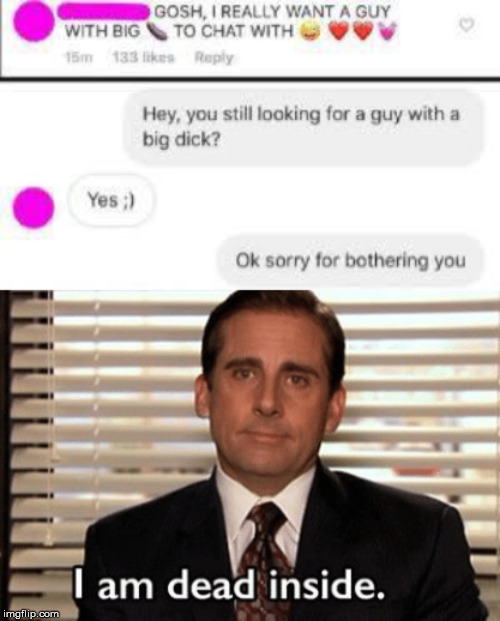 GOSH, I REALLY WANT A GUY
WITH BIG 🍆 TO CHAT WITH 😅 ❤️❤️💓
15m 133 likes Reply
Hey, you still looking for a guy with a
big dick?
Yes ;)
Ok sorry for bothering you
I am dead inside.
imgflip.com